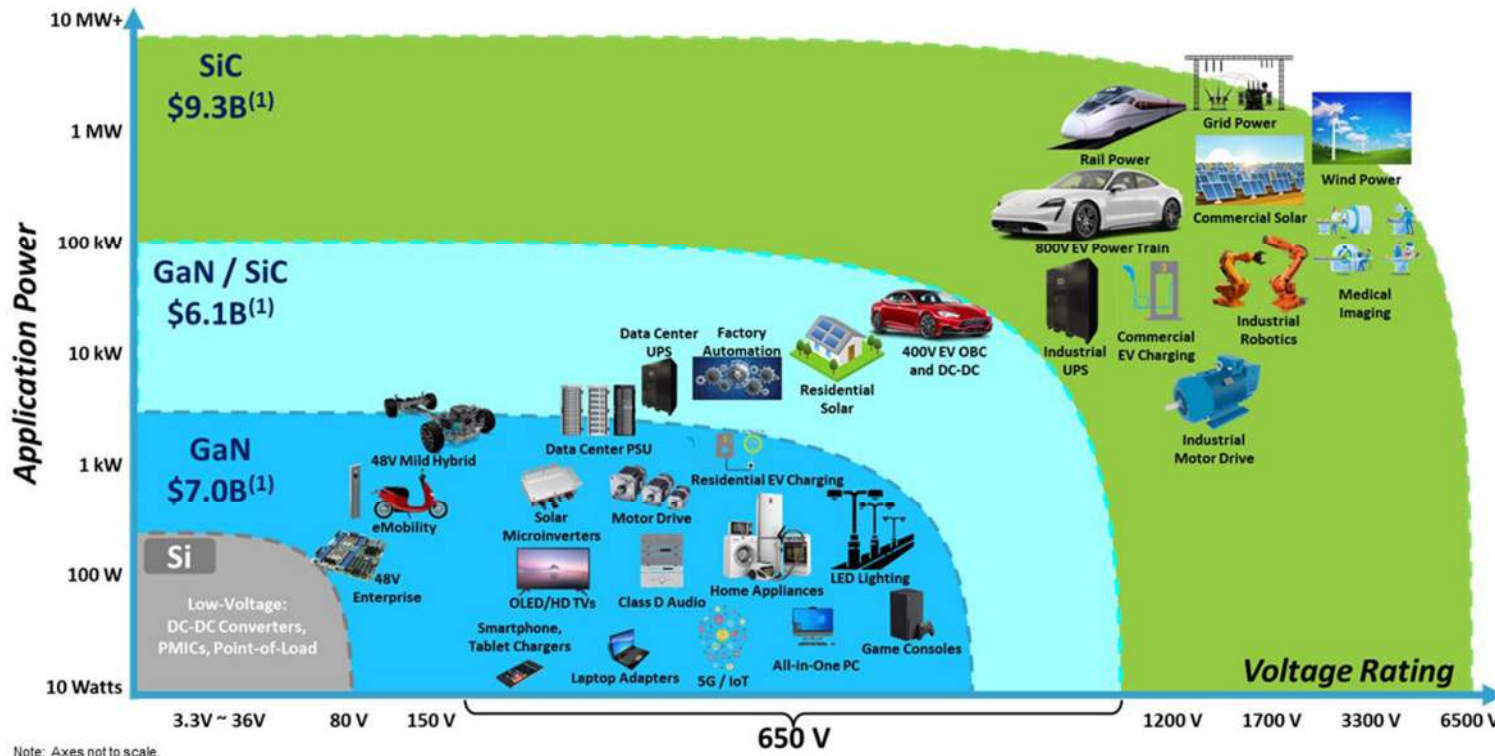 10 MW+
SiC
$9.3B(1)
Grid Power
1 MW
Rail Power
Wind Power
Commercial Solar
Application Power
100 kW
800V EV Power Train
GaN / SiC
$6.1B(1)
Medical
Imaging
Data Center
UPS
Factory
Automation
Commercial
EV Charging
Industrial
Robotics
10 kW
400V EV OBC
and DC-DC
Industrial
UPS
Residential
Solar
GaN
$7.0B(1)
48V Mild Hybrid
Data Center PSU
Industrial
Motor Drive
1 kW
Residential EV Charging
eMobility
Solar
Microinverters
Motor Drive
Si
100 W
48V
Enterprise
OLED/HD TVs
Class D Audio
Home Appliances
LED Lighting
Low-Voltage:
DC-DC Converters,
PMICs, Point-of-Load
Smartphone,
Tablet Chargers
Laptop Adapters
5G / IoT
All-in-One PC
Game Consoles
Voltage Rating
10 Watts
3.3V ~ 36V
80 V
150 V
650 V
1200 V
1700 V
3300 V
6500 V
Note: Axes not to scale.